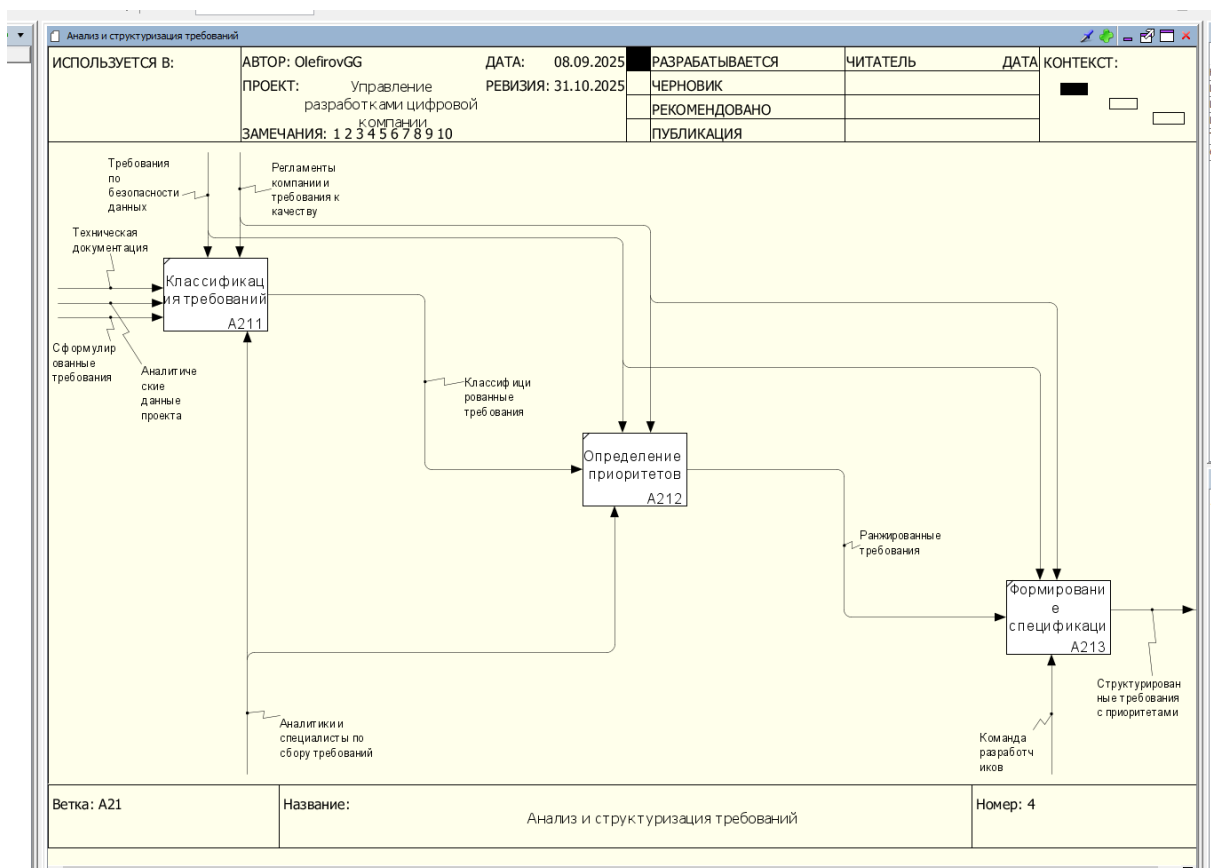 Анализ и структуризация требований
ИСПОЛЬЗУЕТСЯ В:
АВТОР: OlefirovGG
ДАТА: 08.09.2025
РАЗРАБАТЫВАЕТСЯ
ЧИТАТЕЛЬ
ДАТА
КОНТЕКСТ:
ПРОЕКТ: Управление
разработками цифровой
компании
РЕВИЗИЯ: 31.10.2025
ЧЕРНОВИК
РЕКОМЕНДОВАНО
ЗАМЕЧАНИЯ: 1 2 3 4 5 6 7 8 9 10
ПУБЛИКАЦИЯ
Требования
по
безопасности
данных
Регламенты
компании и
требования к
качеству
Техническая
документация
Классификац
ия требований
A211
Сформулир
ованные
требования
Аналитиче
ские
данные
проекта
Классифици
рованные
требования
Определение
приоритетов
A212
Ранжированные
требования
Формировани
е
спецификаци
A213
Структурирован
ные требования
с приоритетами
Аналитики и
специалисты по
сбору требований
Команда
разработч
иков
Ветка: A21
Название:
Анализ и структуризация требований
Номер: 4